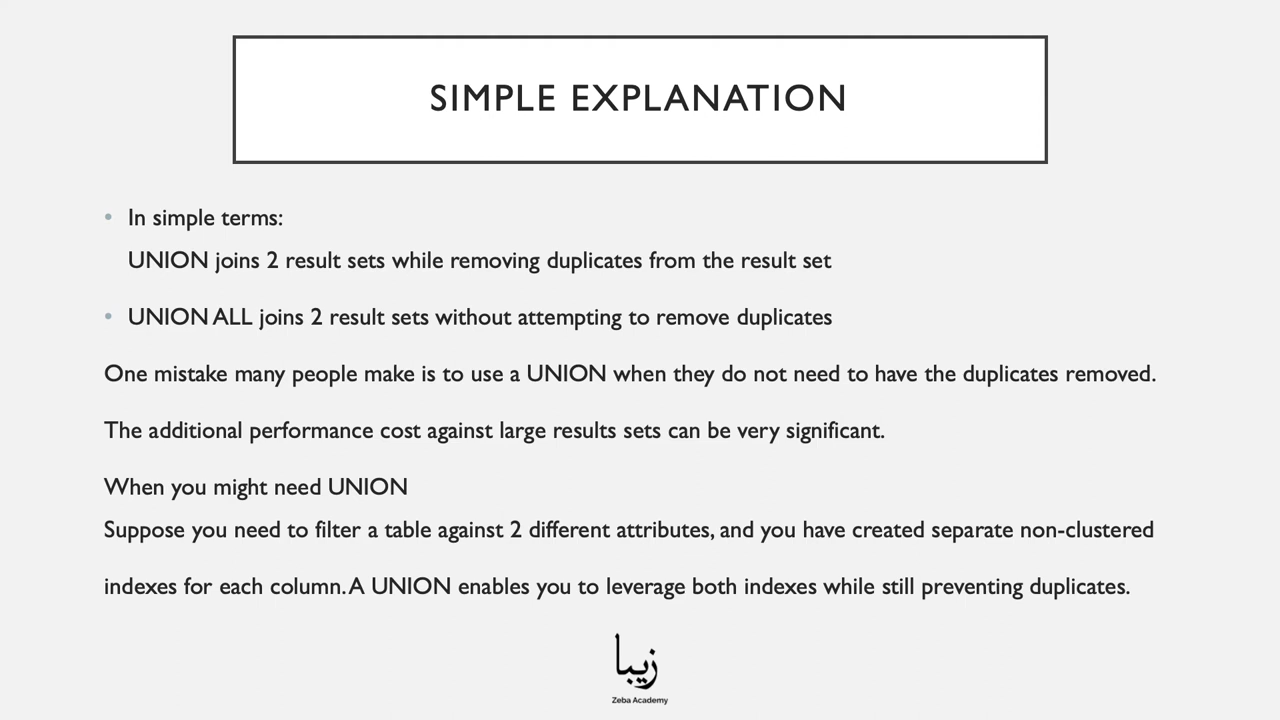 SIMPLE EXPLANATION
• In simple terms:
UNION joins 2 result sets while removing duplicates from the result set
• UNION ALL joins 2 result sets without attempting to remove duplicates
One mistake many people make is to use a UNION when they do not need to have the duplicates removed.
The additional performance cost against large results sets can be very significant.
When you might need UNION
Suppose you need to filter a table against 2 different attributes, and you have created separate non-clustered
indexes for each column. A UNION enables you to leverage both indexes while still preventing duplicates.
زيبا
Zeba Academy